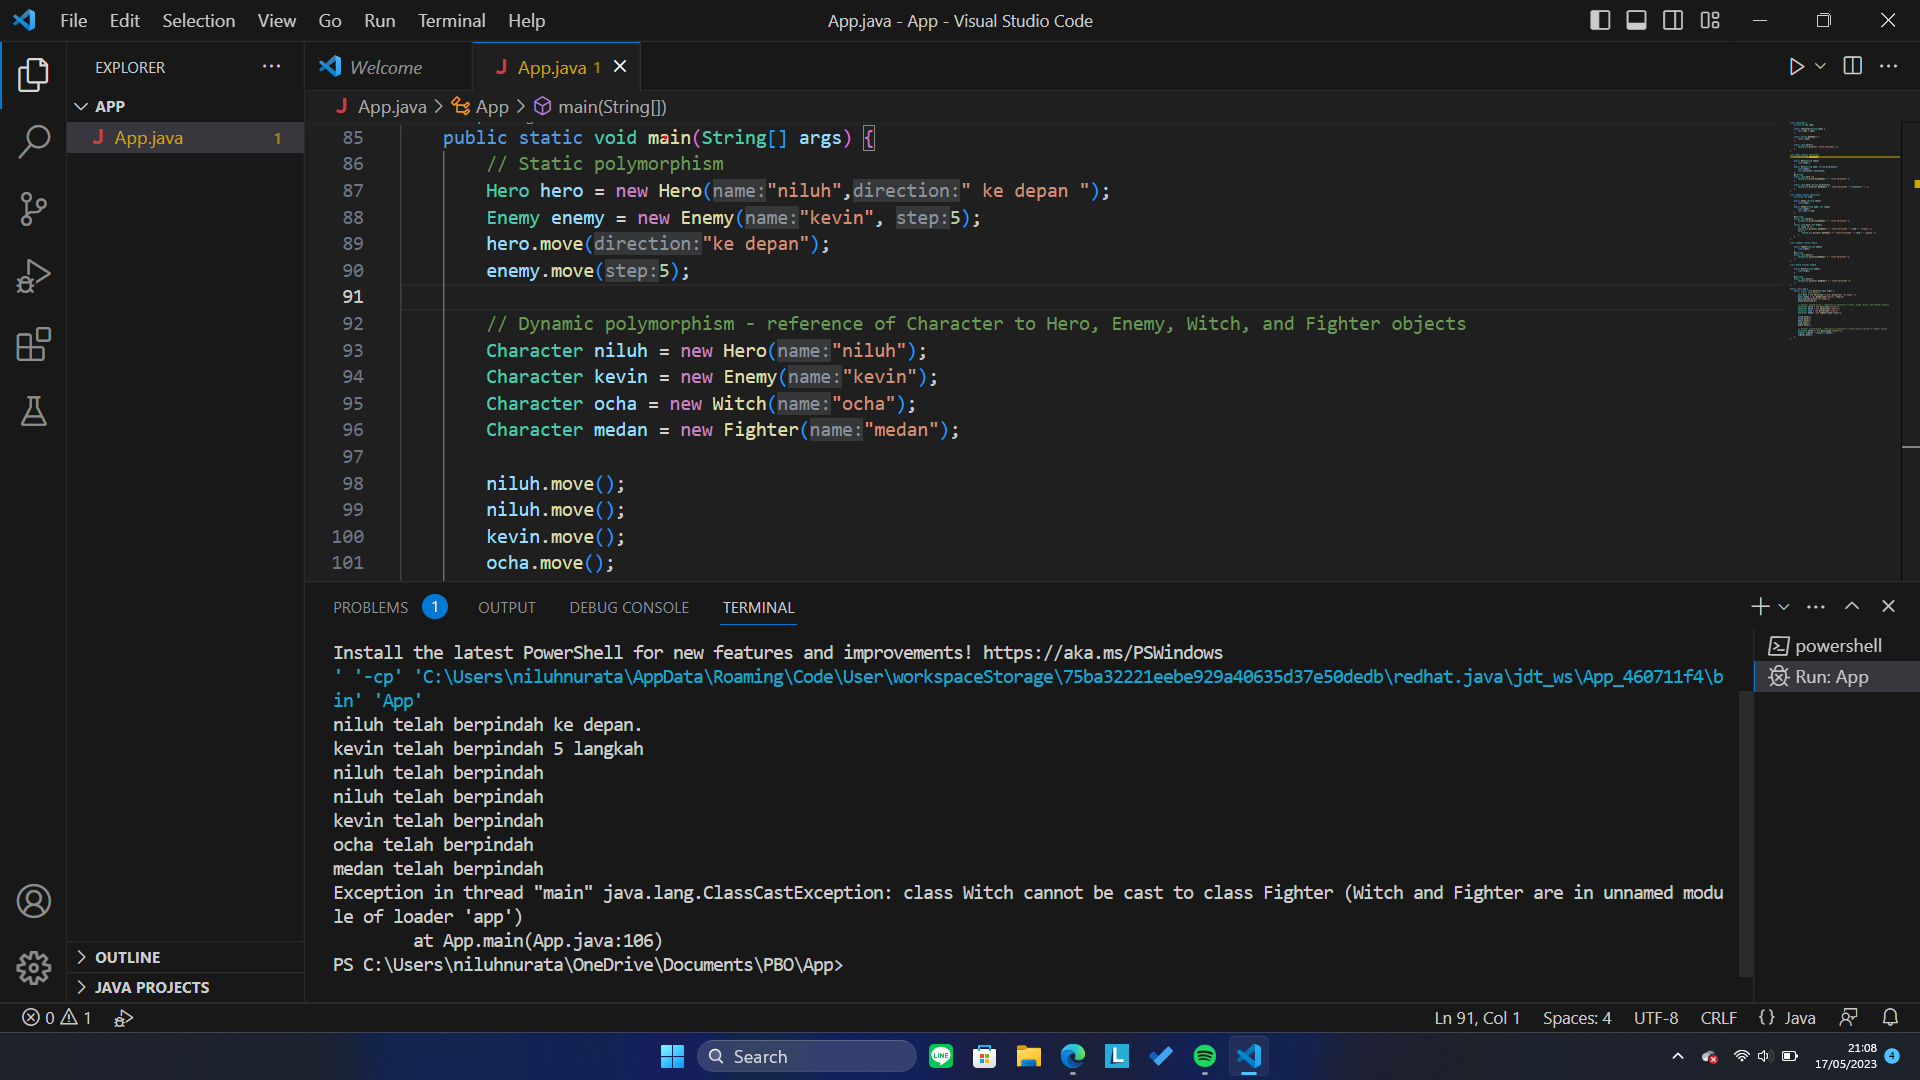 File Edit Selection View Go Run Terminal Help
App.java - App - Visual Studio Code
EXPLORER
Welcome
J App.java 1
APP
J App.java 1
J App.java > App > main(String[])
85 public static void main(String[] args) {
86 // Static polymorphism
87 Hero hero = new Hero(name:"niluh",direction:" ke depan ");
88 Enemy enemy = new Enemy(name:"kevin", step:5);
89 hero.move(direction:"ke depan");
90 enemy.move(step:5);
91
92 // Dynamic polymorphism - reference of Character to Hero, Enemy, Witch, and Fighter objects
93 Character niluh = new Hero(name:"niluh");
94 Character kevin = new Enemy(name:"kevin");
95 Character ocha = new Witch(name:"ocha");
96 Character medan = new Fighter(name:"medan");
97
98 niluh.move();
99 niluh.move();
100 kevin.move();
101 ocha.move();
PROBLEMS 1 OUTPUT DEBUG CONSOLE TERMINAL
Install the latest PowerShell for new features and improvements! https://aka.ms/PSWindows
' '-cp' 'C:\Users\niluhnurata\AppData\Roaming\Code\User\workspaceStorage\75ba32221eebe929a40635d37e50dedb\redhat.java\jdt_ws\App_460711f4\b
in' 'App'
niluh telah berpindah ke depan.
kevin telah berpindah 5 langkah
niluh telah berpindah
niluh telah berpindah
kevin telah berpindah
ocha telah berpindah
medan telah berpindah
Exception in thread "main" java.lang.ClassCastException: class Witch cannot be cast to class Fighter (Witch and Fighter are in unnamed modu
le of loader 'app')
at App.main(App.java:106)
PS C:\Users\niluhnurata\OneDrive\Documents\PBO\App>
powershell
Run: App
OUTLINE
JAVA PROJECTS
0 1
Ln 91, Col 1 Spaces: 4 UTF-8 CRLF {} Java
Search
LINE
L
21:08
17/05/2023
4